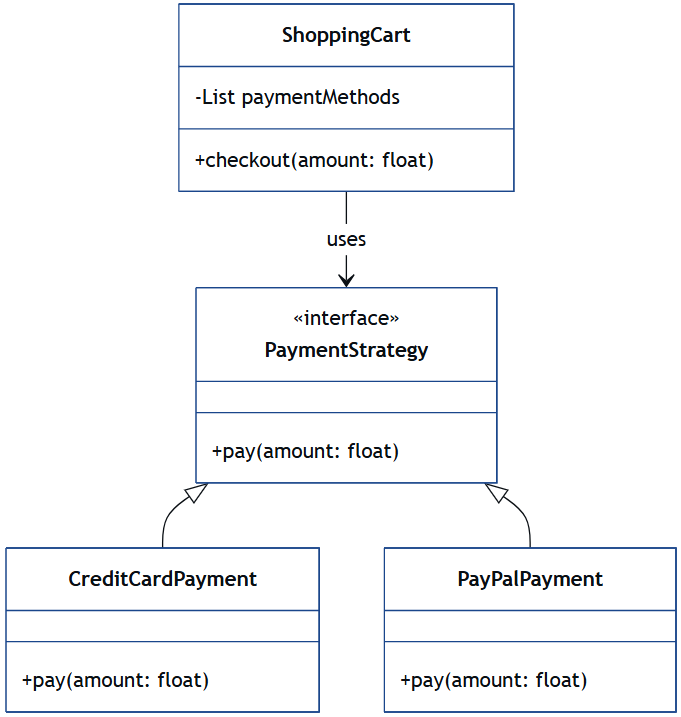 ShoppingCart
-List paymentMethods
+checkout(amount: float)
uses
«interface»
PaymentStrategy
+pay(amount: float)
CreditCardPayment
+pay(amount: float)
PayPalPayment
+pay(amount: float)